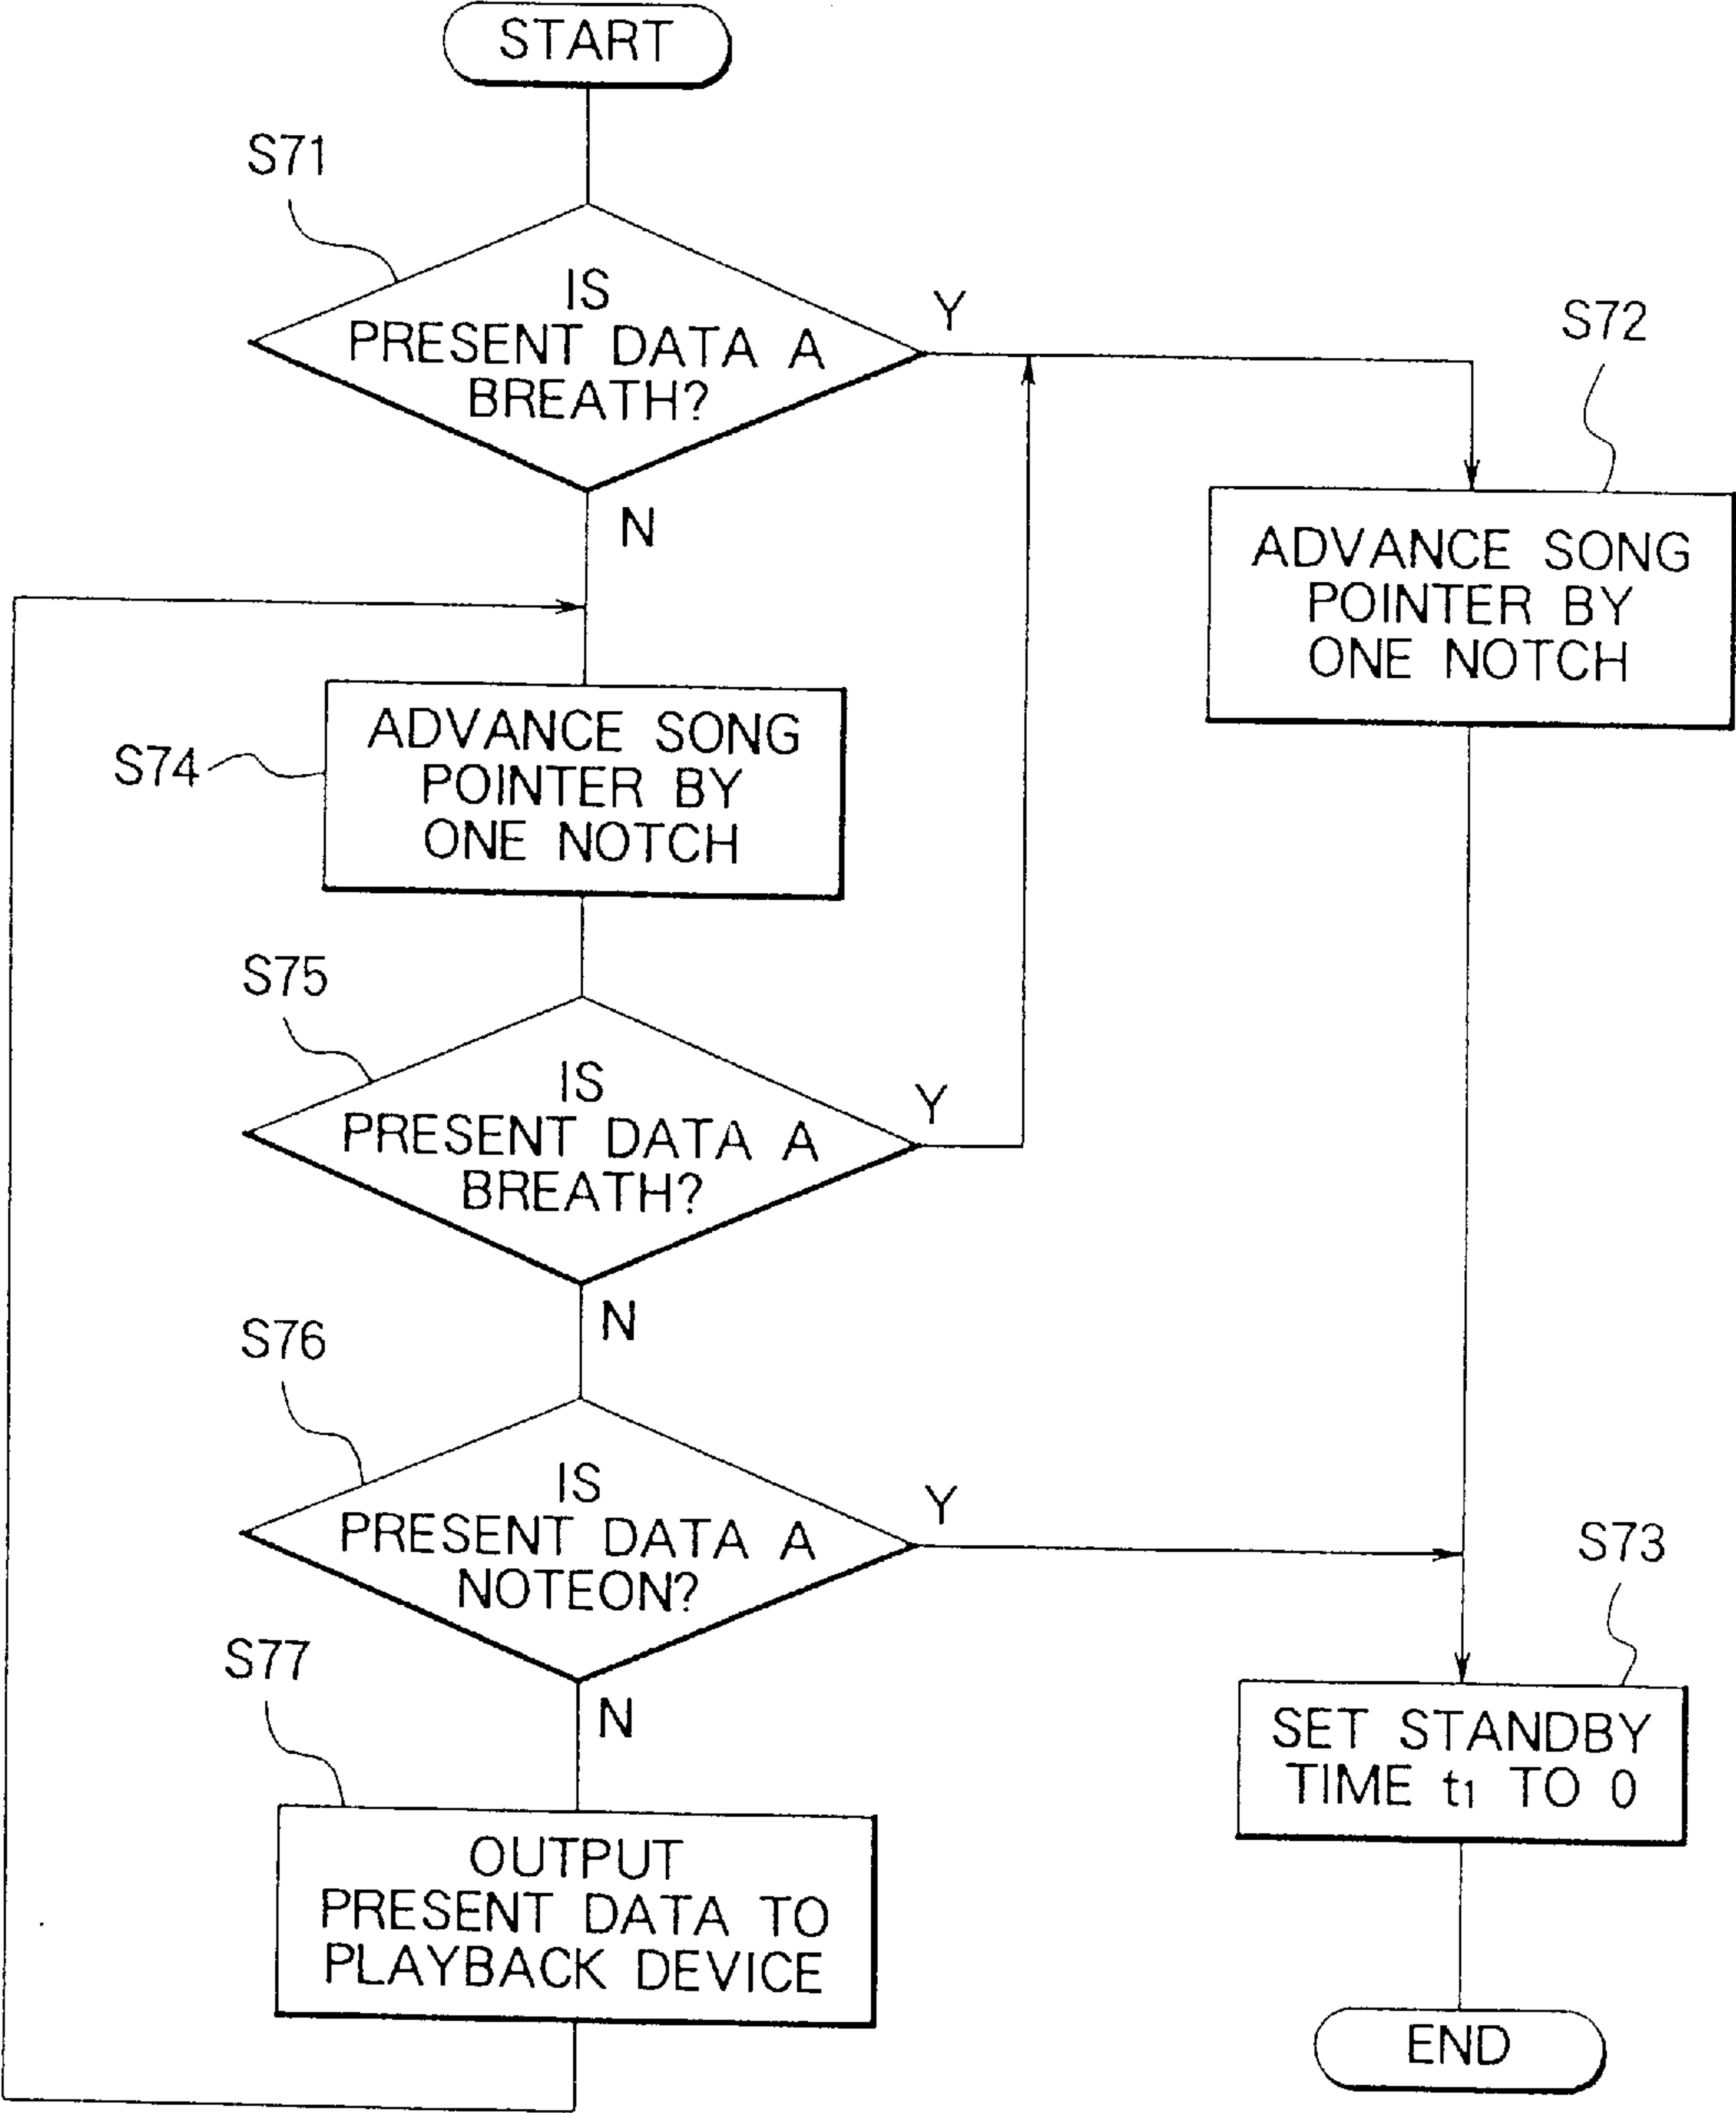 START
S71
IS
PRESENT DATA A
BREATH?
Y
N
S72
ADVANCE SONG
POINTER BY
ONE NOTCH
S74
ADVANCE SONG
POINTER BY
ONE NOTCH
S75
IS
PRESENT DATA A
BREATH?
Y
N
S76
IS
PRESENT DATA A
NOTEON?
Y
N
S73
SET STANDBY
TIME t1 TO 0
S77
OUTPUT
PRESENT DATA TO
PLAYBACK DEVICE
END